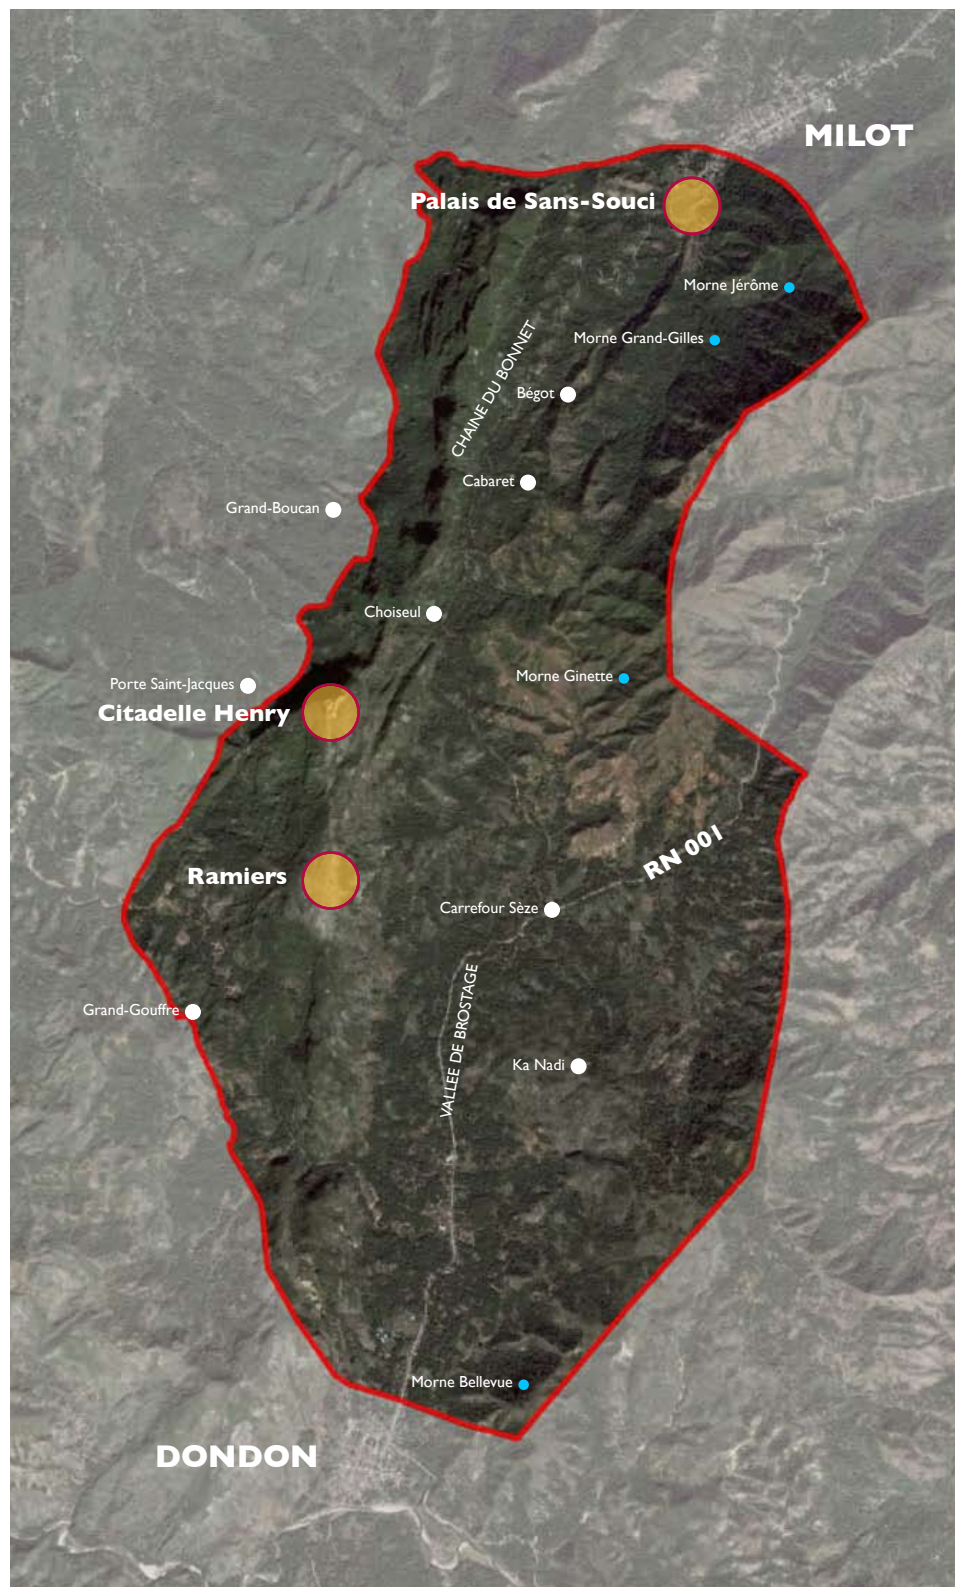 MILOT
Palais de Sans-Souci
Morne Jérôme
Morne Grand-Gilles
CHAINE DU BONNET
Bégot
Cabaret
Grand-Boucan
Choiseul
Morne Ginette
Porte Saint-Jacques
Citadelle Henry
RN 001
Ramiers
Carrefour Sèze
VALLEE DE BROSTAGE
Grand-Gouffre
Ka Nadi
Morne Bellevue
DONDON